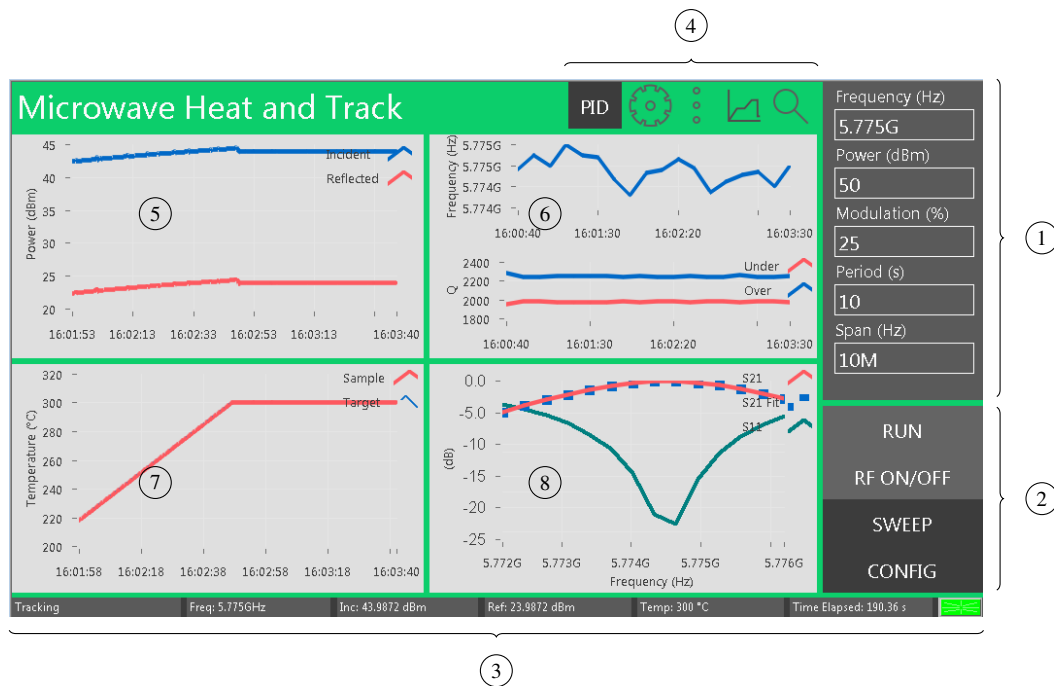 4
Microwave Heat and Track
PID
Frequency (Hz)
5.775G
Power (dBm)
50
Modulation (%)
25
Period (s)
10
Span (Hz)
10M
1
RUN
RF ON/OFF
SWEEP
CONFIG
2
Power (dBm)
45
40
35
30
25
20
Incident
Reflected
5
16:01:53 16:02:13 16:02:33 16:02:53 16:03:13 16:03:40
Frequency (Hz)
5.775G
5.775G
5.774G
5.774G
6
16:00:40 16:01:30 16:02:20 16:03:30
Q
2400
2200
2000
1800
Under
Over
16:00:40 16:01:30 16:02:20 16:03:30
Temperature (°C)
320
300
280
260
240
220
200
Sample
Target
7
16:01:58 16:02:18 16:02:38 16:02:58 16:03:18 16:03:40
(dB)
0.0
-5.0
-10
-15
-20
-25
S21
S21 Fit
S11
8
5.772G 5.773G 5.774G 5.775G 5.776G
Frequency (Hz)
Tracking Freq: 5.775GHz Inc: 43.9872 dBm Ref: 23.9872 dBm Temp: 300 °C Time Elapsed: 190.36 s
3